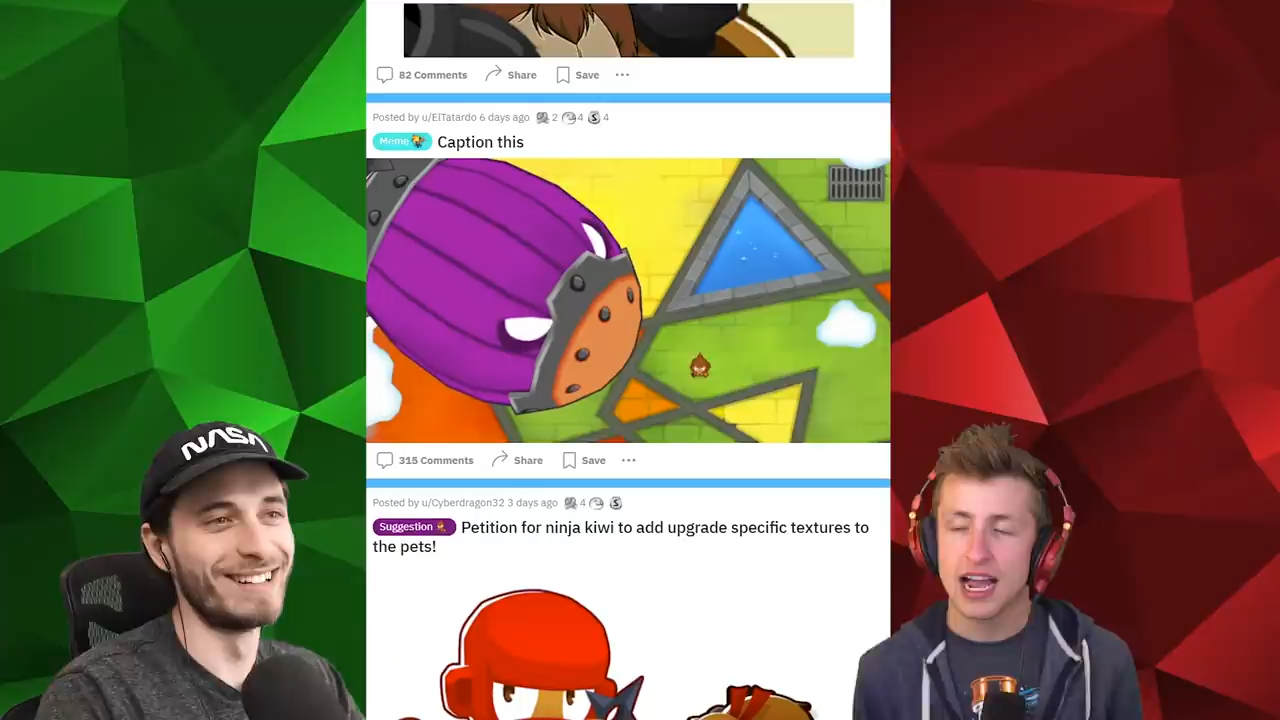 82 Comments Share Save
Posted by u/ElTatardo 6 days ago 2 4 4
Meme Caption this
315 Comments Share Save
Posted by u/Cyberdragon32 3 days ago 4
Suggestion Petition for ninja kiwi to add upgrade specific textures to
the pets!
NASA